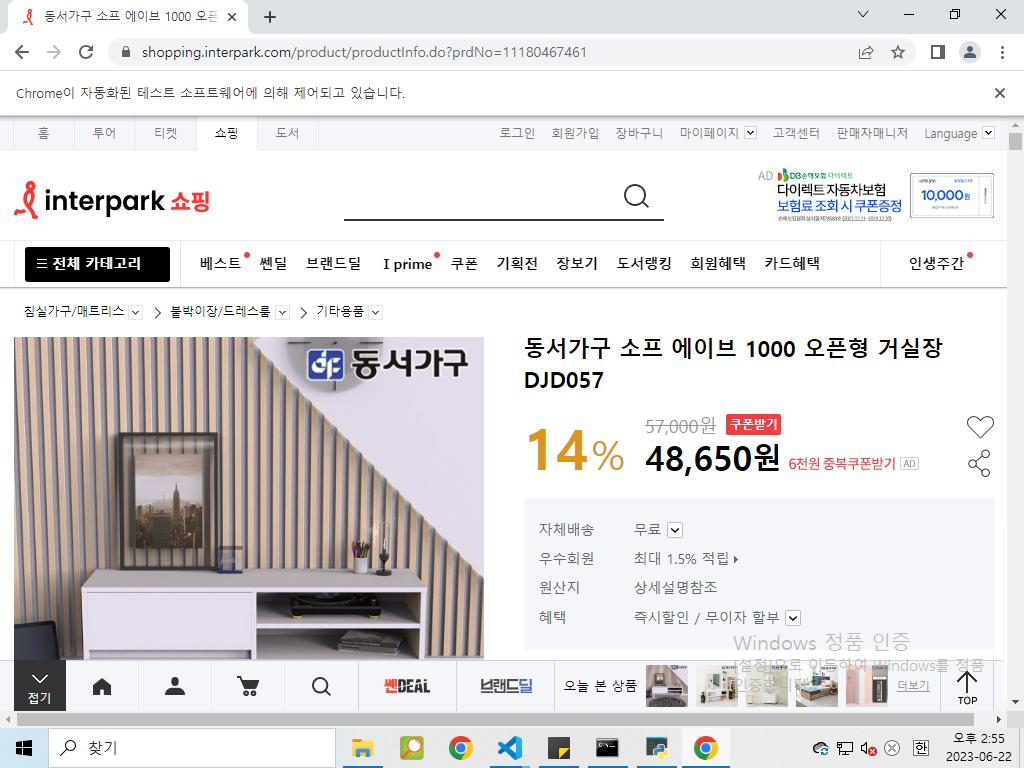 동서가구 소프 에이브 1000 오픈
shopping.interpark.com/product/productInfo.do?prdNo=11180467461
Chrome이 자동화된 테스트 소프트웨어에 의해 제어되고 있습니다.
홈 투어 티켓 쇼핑 도서 로그인 회원가입 장바구니 마이페이지 고객센터 판매자매니저 Language
interpark 쇼핑
AD DB손해보험 다이렉트
다이렉트 자동차보험
보험료 조회 시 쿠폰증정
10,000원
전체 카테고리 베스트 쎈딜 브랜드딜 I prime 쿠폰 기획전 장보기 도서랭킹 회원혜택 카드혜택 인생주간
침실가구/매트리스 붙박이장/드레스룸 기타용품
동서가구
동서가구 소프 에이브 1000 오픈형 거실장
DJD057
14% 57,000원 쿠폰받기
48,650원 6천원 중복쿠폰받기 AD
자체배송 무료
우수회원 최대 1.5% 적립
원산지 상세설명참조
혜택 즉시할인 / 무이자 할부
Windows 정품 인증
[설정]으로 이동하여 Windows를 정품
인증합니다.
접기 쎈DEAL 브랜드딜 오늘 본 상품 더보기 TOP
찾기
한
오후 2:55
2023-06-22